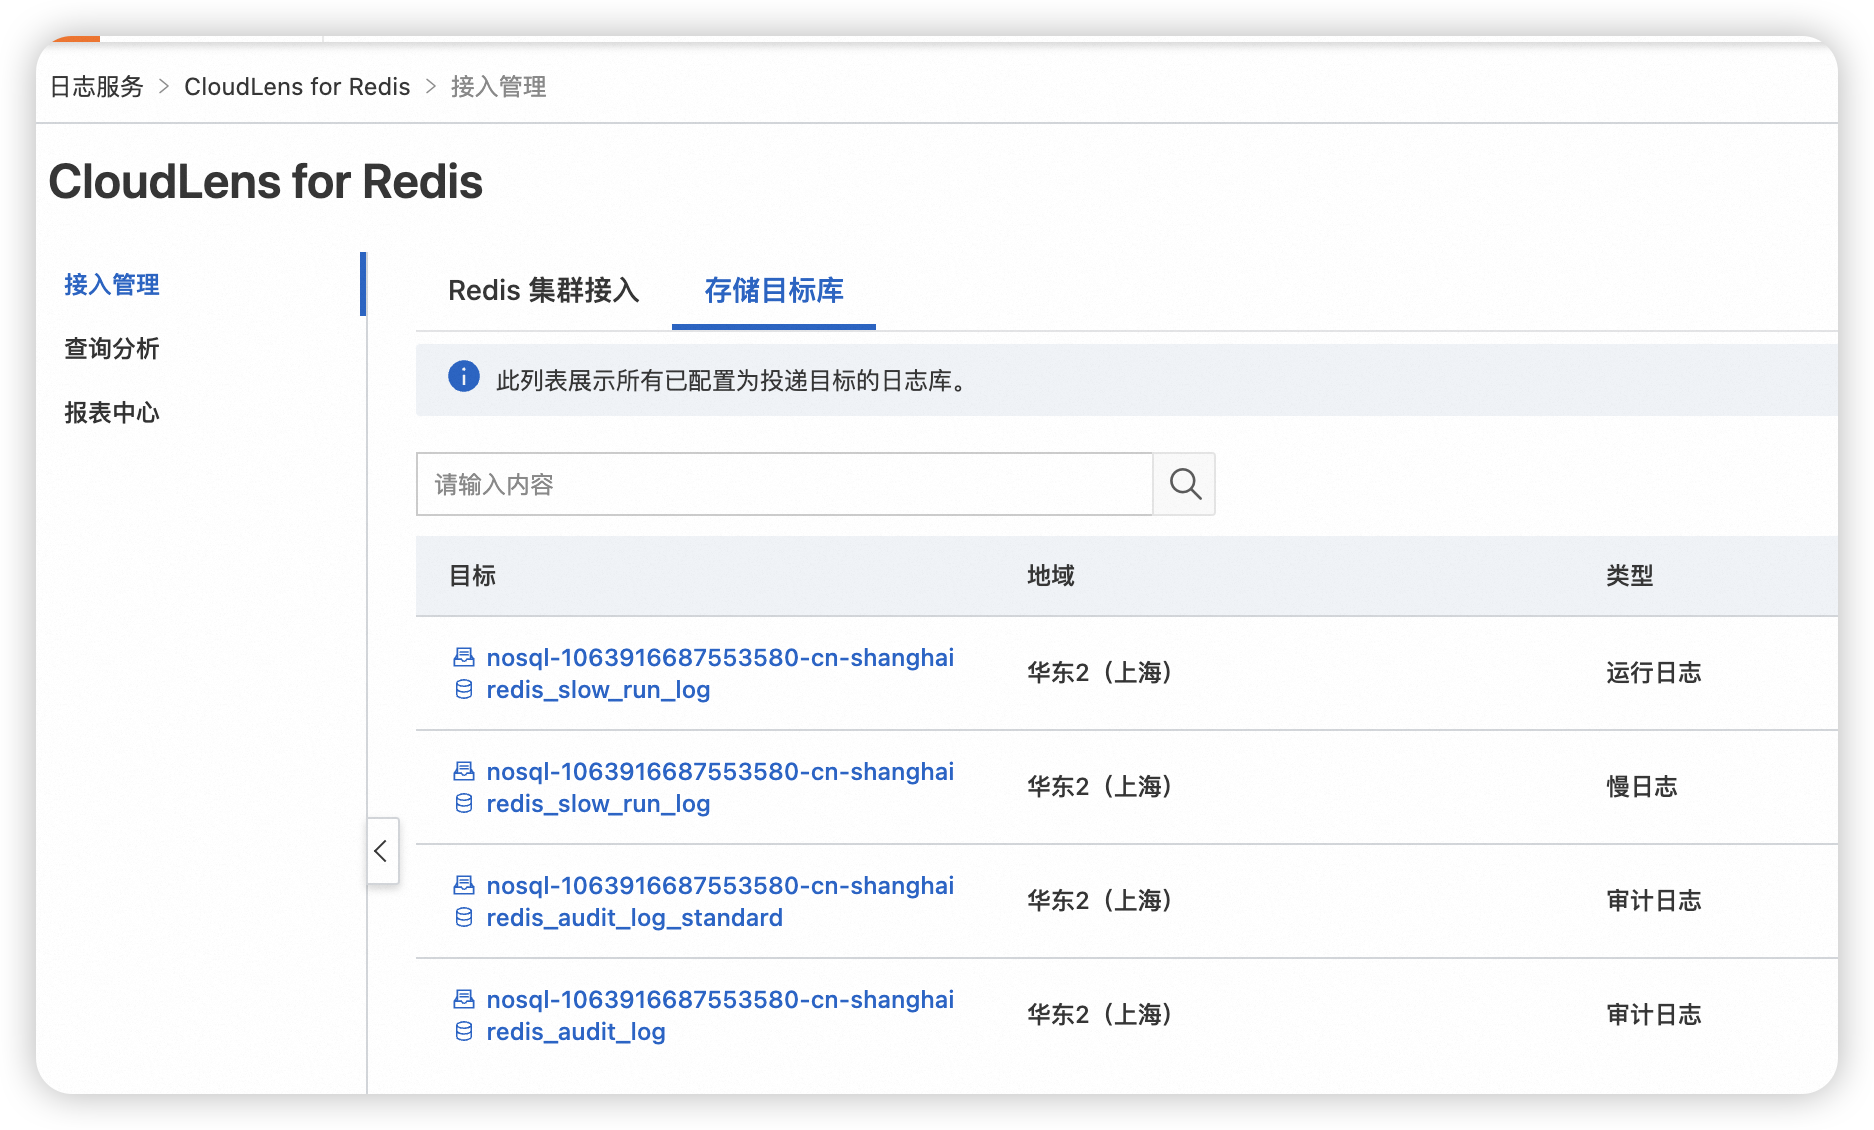 日志服务 > CloudLens for Redis > 接入管理
CloudLens for Redis
接入管理
查询分析
报表中心
Redis 集群接入 存储目标库
此列表展示所有已配置为投递目标的日志库。
请输入内容
目标 地域 类型
nosql-1063916687553580-cn-shanghai
redis_slow_run_log
华东2（上海） 运行日志
nosql-1063916687553580-cn-shanghai
redis_slow_run_log
华东2（上海） 慢日志
nosql-1063916687553580-cn-shanghai
redis_audit_log_standard
华东2（上海） 审计日志
nosql-1063916687553580-cn-shanghai
redis_audit_log
华东2（上海） 审计日志